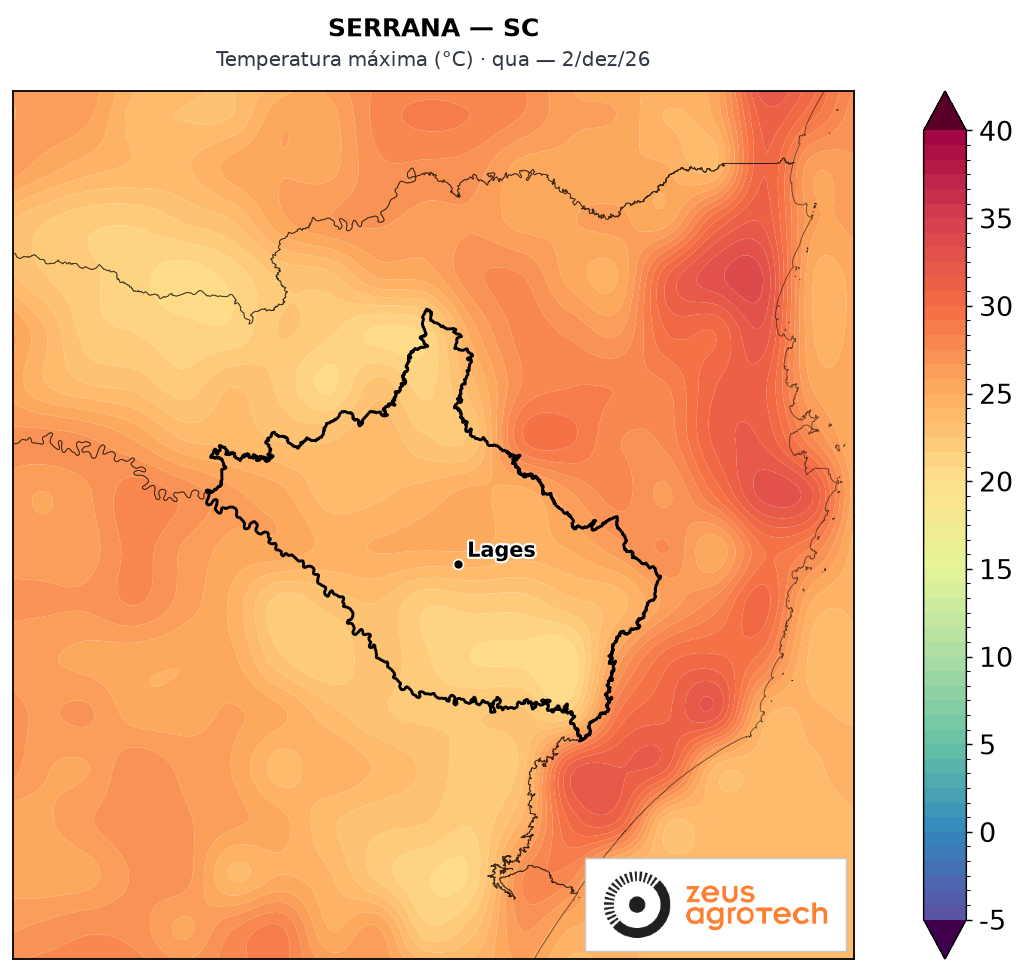 SERRANA — SC
Temperatura máxima (°C) · qua — 2/dez/26
40
35
30
25
20
15
10
5
0
-5
Lages
zeus
agrotech